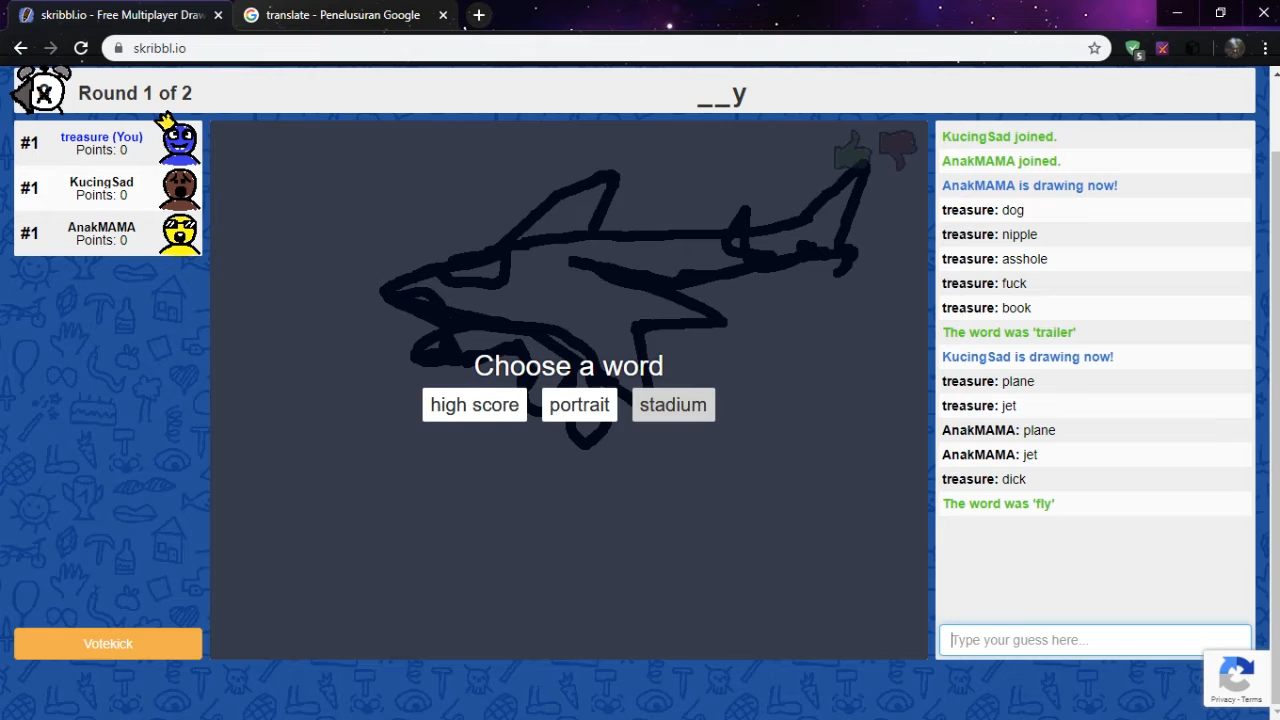 skribbl.io - Free Multiplayer Draw
translate - Penelusuran Google
skribbl.io
5
Round 1 of 2
__y
#1
treasure (You)
Points: 0
#1
KucingSad
Points: 0
#1
AnakMAMA
Points: 0
Votekick
Choose a word
high score
portrait
stadium
KucingSad joined.
AnakMAMA joined.
AnakMAMA is drawing now!
treasure: dog
treasure: nipple
treasure: asshole
treasure: fuck
treasure: book
The word was 'trailer'
KucingSad is drawing now!
treasure: plane
treasure: jet
AnakMAMA: plane
AnakMAMA: jet
treasure: dick
The word was 'fly'
Type your guess here...
Privacy - Terms